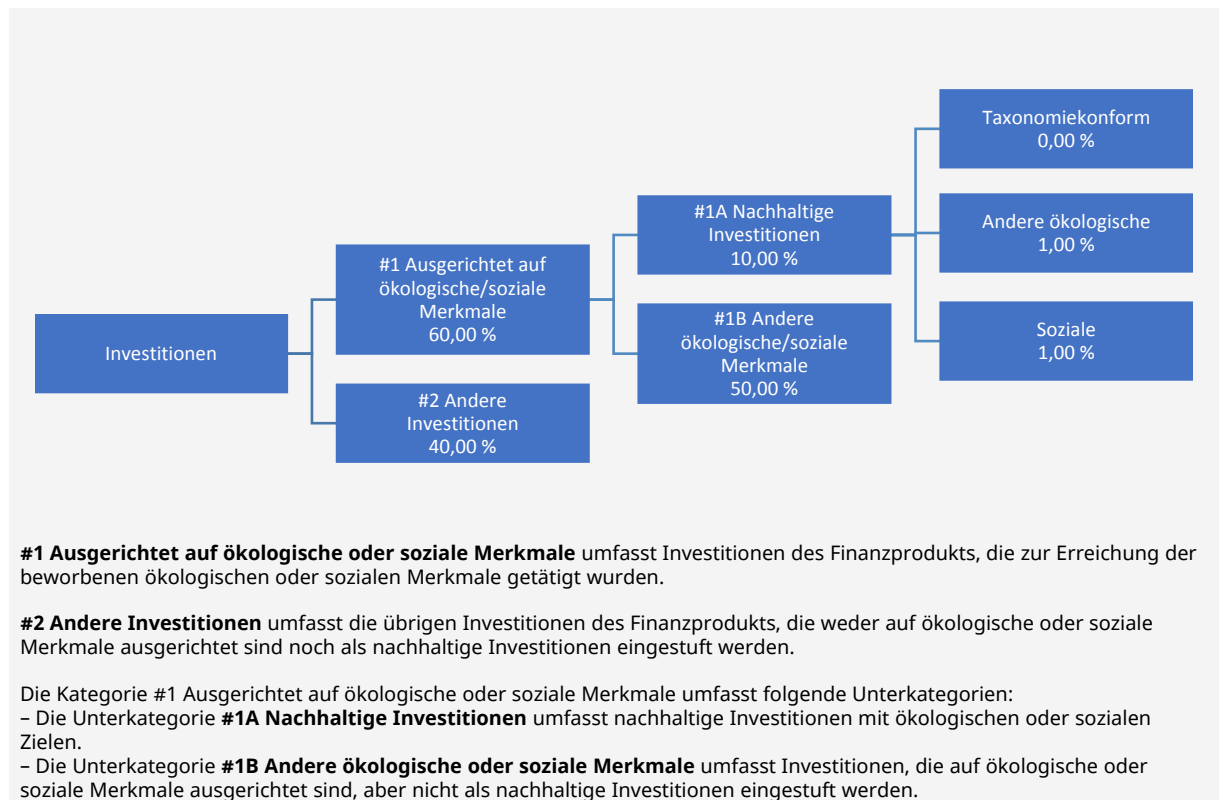 Taxonomiekonform
0,00 %
#1A Nachhaltige
Investitionen
10,00 %
Andere ökologische
1,00 %
#1 Ausgerichtet auf
ökologische/soziale
Merkmale
60,00 %
Investitionen
#1B Andere
ökologische/soziale
Merkmale
50,00 %
Soziale
1,00 %
#2 Andere
Investitionen
40,00 %
#1 Ausgerichtet auf ökologische oder soziale Merkmale umfasst Investitionen des Finanzprodukts, die zur Erreichung der
beworbenen ökologischen oder sozialen Merkmale getätigt wurden.
#2 Andere Investitionen umfasst die übrigen Investitionen des Finanzprodukts, die weder auf ökologische oder soziale
Merkmale ausgerichtet sind noch als nachhaltige Investitionen eingestuft werden.
Die Kategorie #1 Ausgerichtet auf ökologische oder soziale Merkmale umfasst folgende Unterkategorien:
– Die Unterkategorie #1A Nachhaltige Investitionen umfasst nachhaltige Investitionen mit ökologischen oder sozialen
Zielen.
– Die Unterkategorie #1B Andere ökologische oder soziale Merkmale umfasst Investitionen, die auf ökologische oder
soziale Merkmale ausgerichtet sind, aber nicht als nachhaltige Investitionen eingestuft werden.